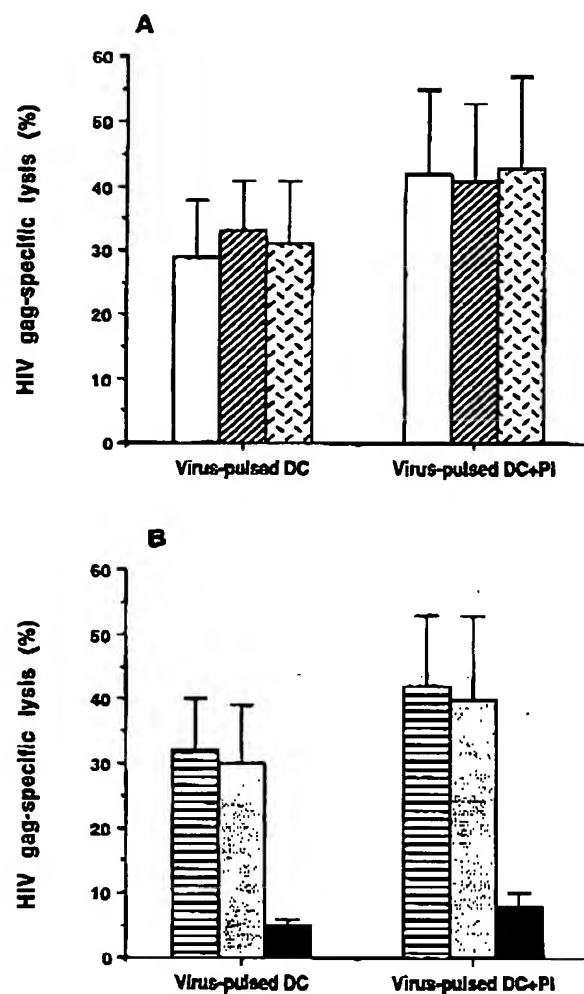 A
HIV gag-specific lysis (%)
60
50
40
30
20
10
0
Virus-pulsed DC
Virus-pulsed DC+PI
B
HIV gag-specific lysis (%)
60
50
40
30
20
10
0
Virus-pulsed DC
Virus-pulsed DC+PI